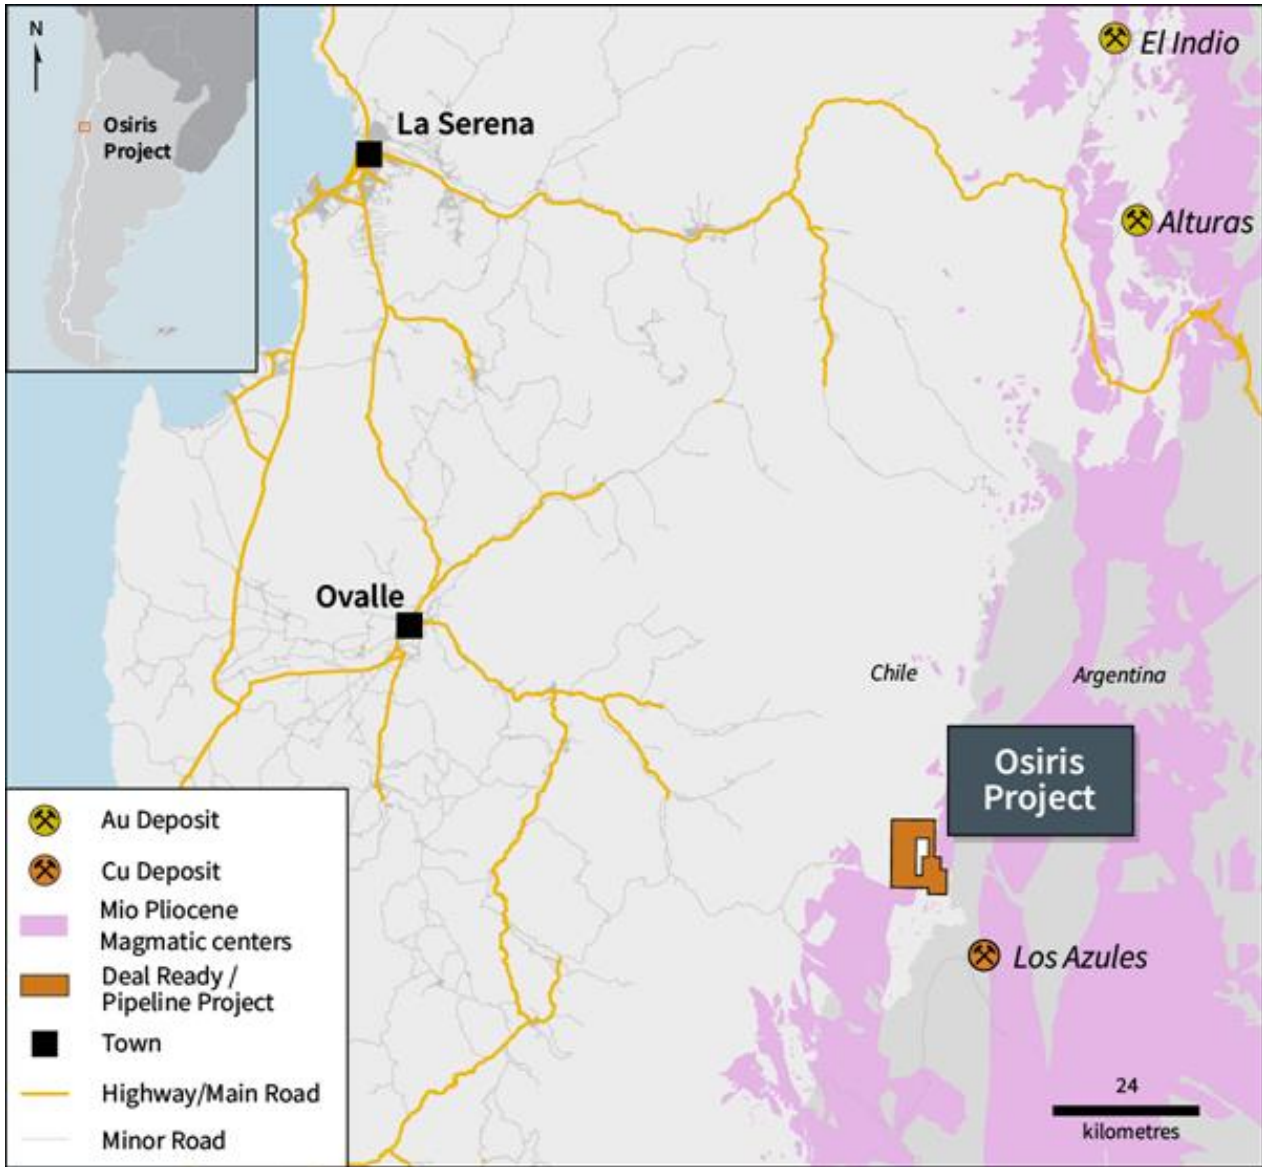 N
Osiris
Project
La Serena
El Indio
Alturas
Ovalle
Chile
Argentina
Osiris
Project
Los Azules
Au Deposit
Cu Deposit
Mio Pliocene
Magmatic centers
Deal Ready /
Pipeline Project
Town
Highway/Main Road
Minor Road
24
kilometres